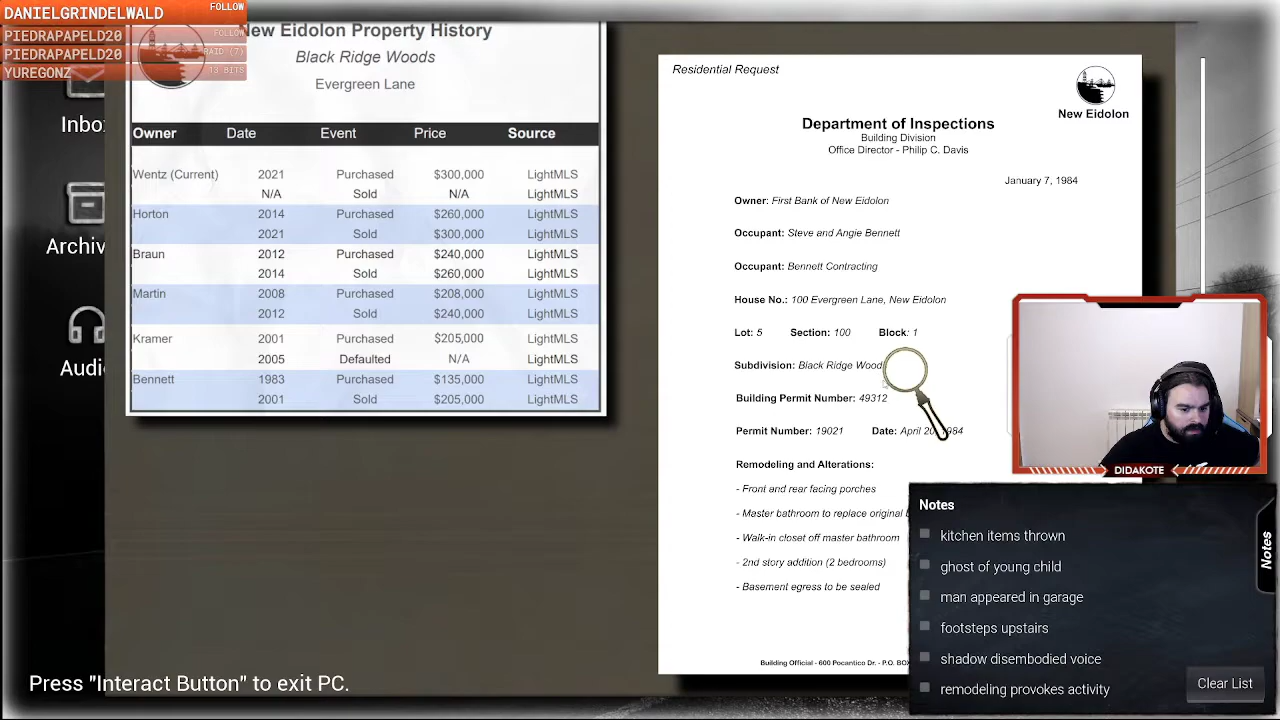 DANIELGRINDELWALD FOLLOW
PIEDRAPAPELD20 FOLLOW
PIEDRAPAPELD20 RAID (7)
YUREGONZ 13 BITS
New Eidolon Property History
Black Ridge Woods
Evergreen Lane
Owner Date Event Price Source
Wentz (Current) 2021 Purchased $300,000 LightMLS
N/A Sold N/A LightMLS
Horton 2014 Purchased $260,000 LightMLS
2021 Sold $300,000 LightMLS
Braun 2012 Purchased $240,000 LightMLS
2014 Sold $260,000 LightMLS
Martin 2008 Purchased $208,000 LightMLS
2012 Sold $240,000 LightMLS
Kramer 2001 Purchased $205,000 LightMLS
2005 Defaulted N/A LightMLS
Bennett 1983 Purchased $135,000 LightMLS
2001 Sold $205,000 LightMLS
Inbo
Archiv
Audi
Residential Request
New Eidolon
Department of Inspections
Building Division
Office Director - Philip C. Davis
January 7, 1984
Owner: First Bank of New Eidolon
Occupant: Steve and Angie Bennett
Occupant: Bennett Contracting
House No.: 100 Evergreen Lane, New Eidolon
Lot: 5 Section: 100 Block: 1
Subdivision: Black Ridge Wood
Building Permit Number: 49312
Permit Number: 19021 Date: April 20, 1984
Remodeling and Alterations:
- Front and rear facing porches
- Master bathroom to replace original
- Walk-in closet off master bathroom
- 2nd story addition (2 bedrooms)
- Basement egress to be sealed
Building Official - 600 Pocantico Dr. - P.O. BO
DIDAKOTE
Notes
kitchen items thrown
ghost of young child
man appeared in garage
footsteps upstairs
shadow disembodied voice
remodeling provokes activity
Clear List
Notes
Press "Interact Button" to exit PC.